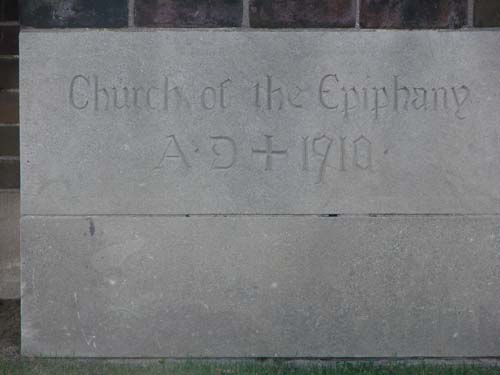 Church of the Epiphany
A·D + 1910·